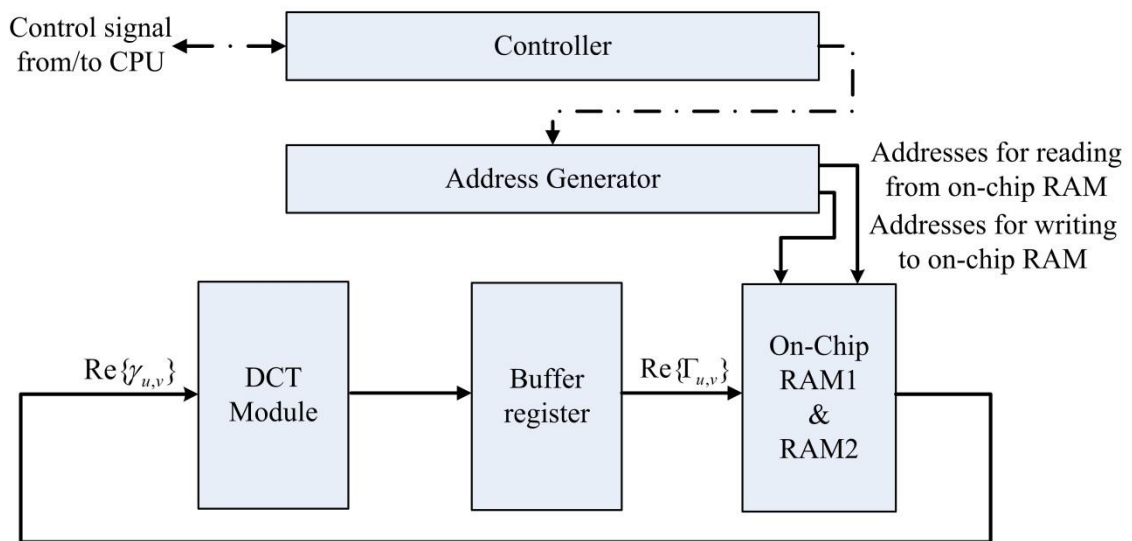 Control signal
from/to CPU
Controller
Address Generator
Addresses for reading
from on-chip RAM
Addresses for writing
to on-chip RAM
Re{γu,v}
DCT
Module
Buffer
register
Re{Γu,v}
On-Chip
RAM1
&
RAM2